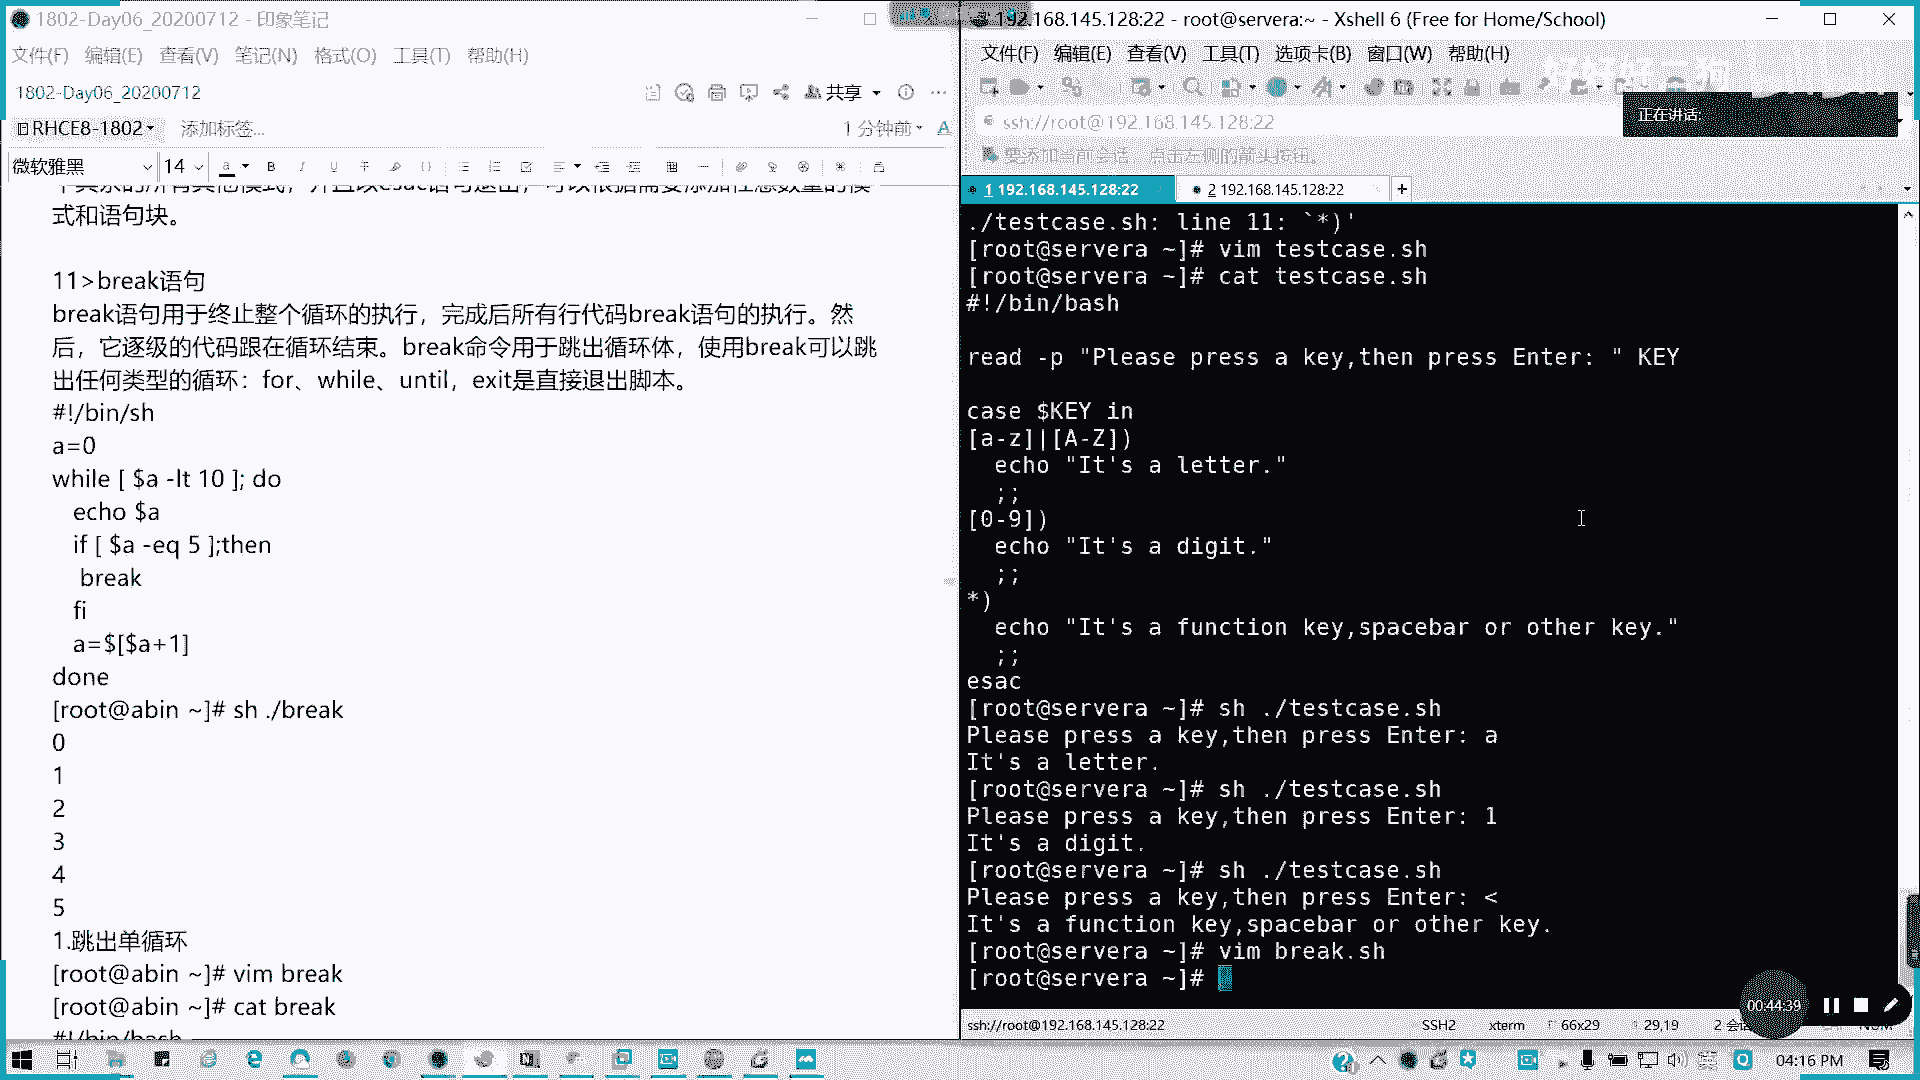 1802-Day06_20200712 - 印象笔记
文件(F) 编辑(E) 查看(V) 笔记(N) 格式(O) 工具(T) 帮助(H)
1802-Day06_20200712
共享
RHCE8-1802
添加标签...
1 分钟前
微软雅黑
14
式和语句块。
11>break语句
break语句用于终止整个循环的执行，完成后所有行代码break语句的执行。然
后，它逐级的代码跟在循环结束。break命令用于跳出循环体，使用break可以跳
出任何类型的循环：for、while、until，exit是直接退出脚本。
#!/bin/sh
a=0
while [ $a -lt 10 ]; do
echo $a
if [ $a -eq 5 ];then
break
fi
a=$[$a+1]
done
[root@abin ~]# sh ./break
0
1
2
3
4
5
1.跳出单循环
[root@abin ~]# vim break
[root@abin ~]# cat break
#!/bin/bash
192.168.145.128:22 - root@servera:~ - Xshell 6 (Free for Home/School)
文件(F) 编辑(E) 查看(V) 工具(T) 选项卡(B) 窗口(W) 帮助(H)
正在讲话:
ssh://root@192.168.145.128:22
要添加当前会话，点击左侧的箭头按钮。
1 192.168.145.128:22
2 192.168.145.128:22
./testcase.sh: line 11: `*)'
[root@servera ~]# vim testcase.sh
[root@servera ~]# cat testcase.sh
#!/bin/bash
read -p "Please press a key,then press Enter: " KEY
case $KEY in
[a-z]|[A-Z])
echo "It's a letter."
;;
[0-9])
echo "It's a digit."
;;
*)
echo "It's a function key,spacebar or other key."
;;
esac
[root@servera ~]# sh ./testcase.sh
Please press a key,then press Enter: a
It's a letter.
[root@servera ~]# sh ./testcase.sh
Please press a key,then press Enter: 1
It's a digit.
[root@servera ~]# sh ./testcase.sh
Please press a key,then press Enter: <
It's a function key,spacebar or other key.
[root@servera ~]# vim break.sh
[root@servera ~]#
00:44:39
ssh://root@192.168.145.128:22
SSH2
xterm
66x29
29,19
04:16 PM